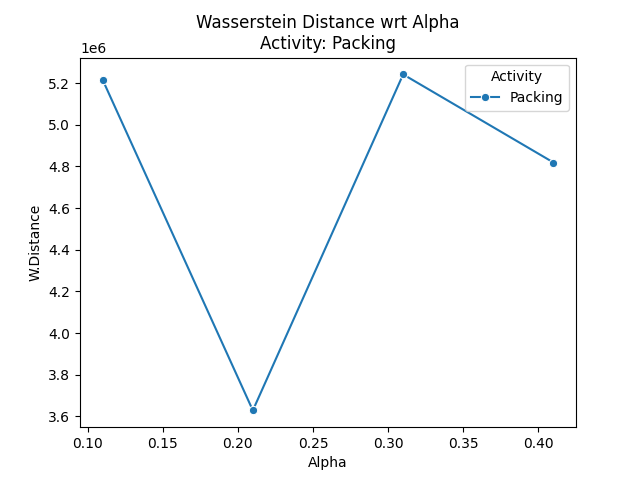 Wasserstein Distance wrt Alpha
Activity: Packing
1e6
Activity
Packing
5.2
5.0
4.8
4.6
4.4
4.2
4.0
3.8
3.6
W.Distance
0.10 0.15 0.20 0.25 0.30 0.35 0.40
Alpha